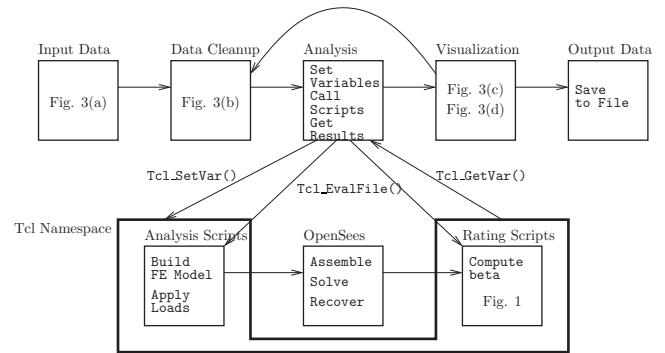 Input Data
Data Cleanup
Analysis
Visualization
Output Data
Fig. 3(a)
Fig. 3(b)
Set
Variables
Call
Scripts
Get
Results
Fig. 3(c)
Fig. 3(d)
Save
to File
Tcl_SetVar()
Tcl_EvalFile()
Tcl_GetVar()
Tcl Namespace
Analysis Scripts
OpenSees
Rating Scripts
Build
FE Model
Apply
Loads
Assemble
Solve
Recover
Compute
beta
Fig. 1